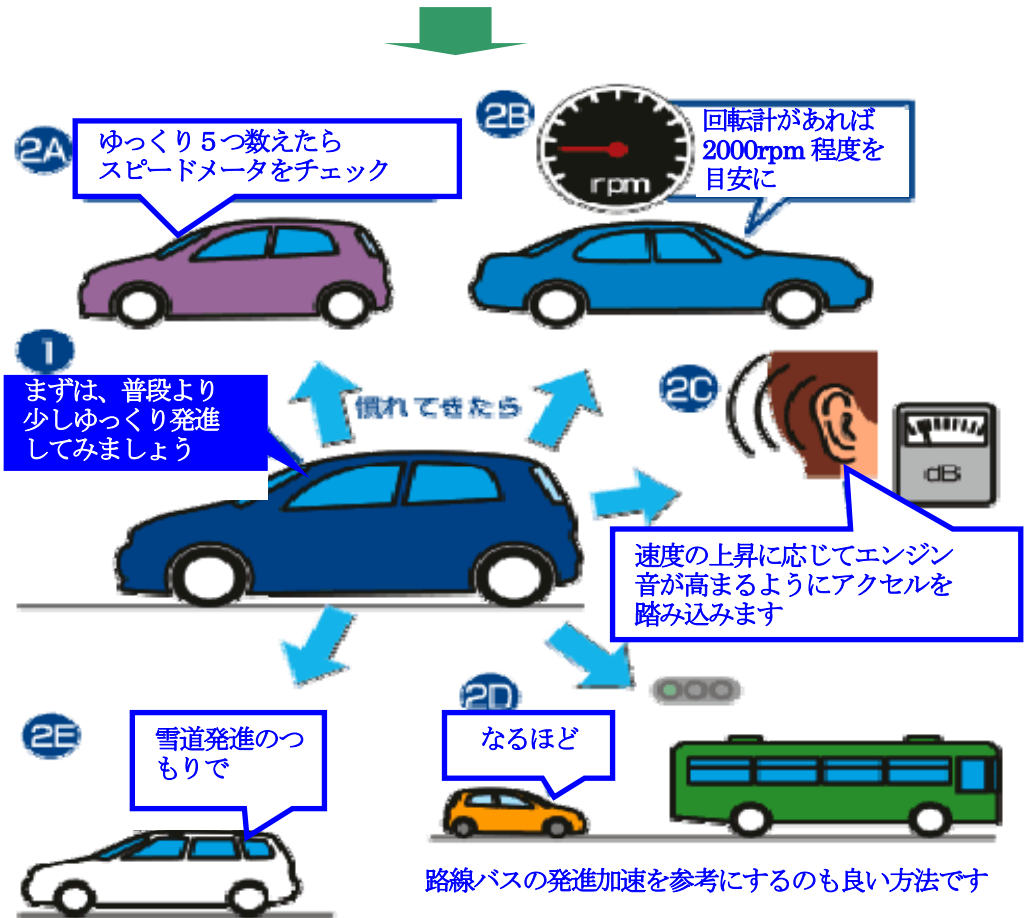 2A
ゆっくり５つ数えたら
スピードメータをチェック
2B
rpm
回転計があれば
2000rpm 程度を
目安に
1
まずは、普段より
少しゆっくり発進
してみましょう
慣れてきたら
2C
dB
速度の上昇に応じてエンジン
音が高まるようにアクセルを
踏み込みます
2E
雪道発進のつ
もりで
2D
なるほど
路線バスの発進加速を参考にするのも良い方法です